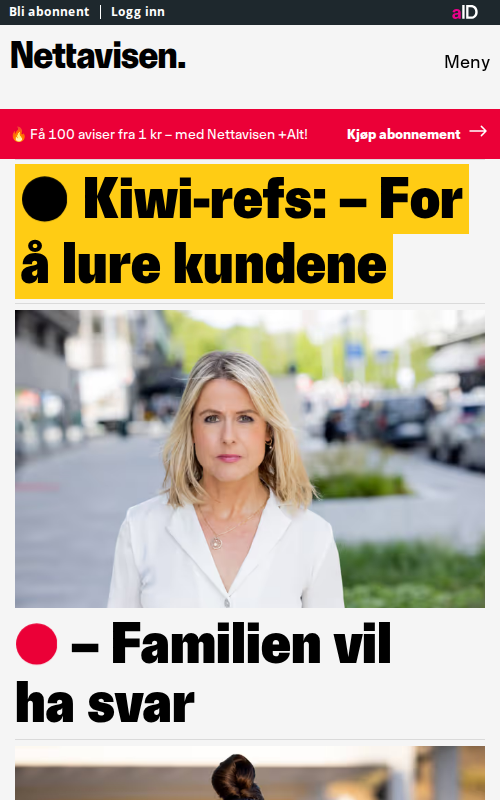 Bli abonnent | Logg inn
aID
Nettavisen.
Meny
🔥 Få 100 aviser fra 1 kr – med Nettavisen +Alt!
Kjøp abonnement →
Kiwi-refs: – For
å lure kundene
– Familien vil
ha svar